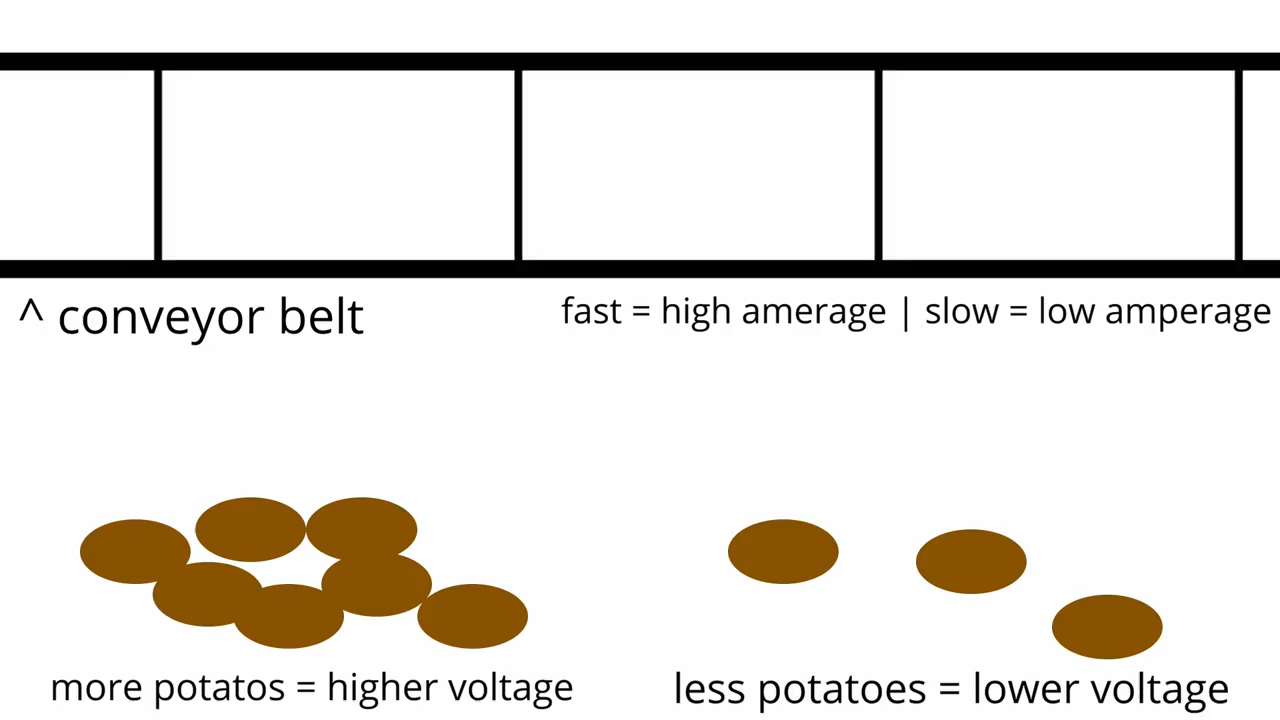 ^ conveyor belt
fast = high amerage | slow = low amperage
more potatos = higher voltage
less potatoes = lower voltage